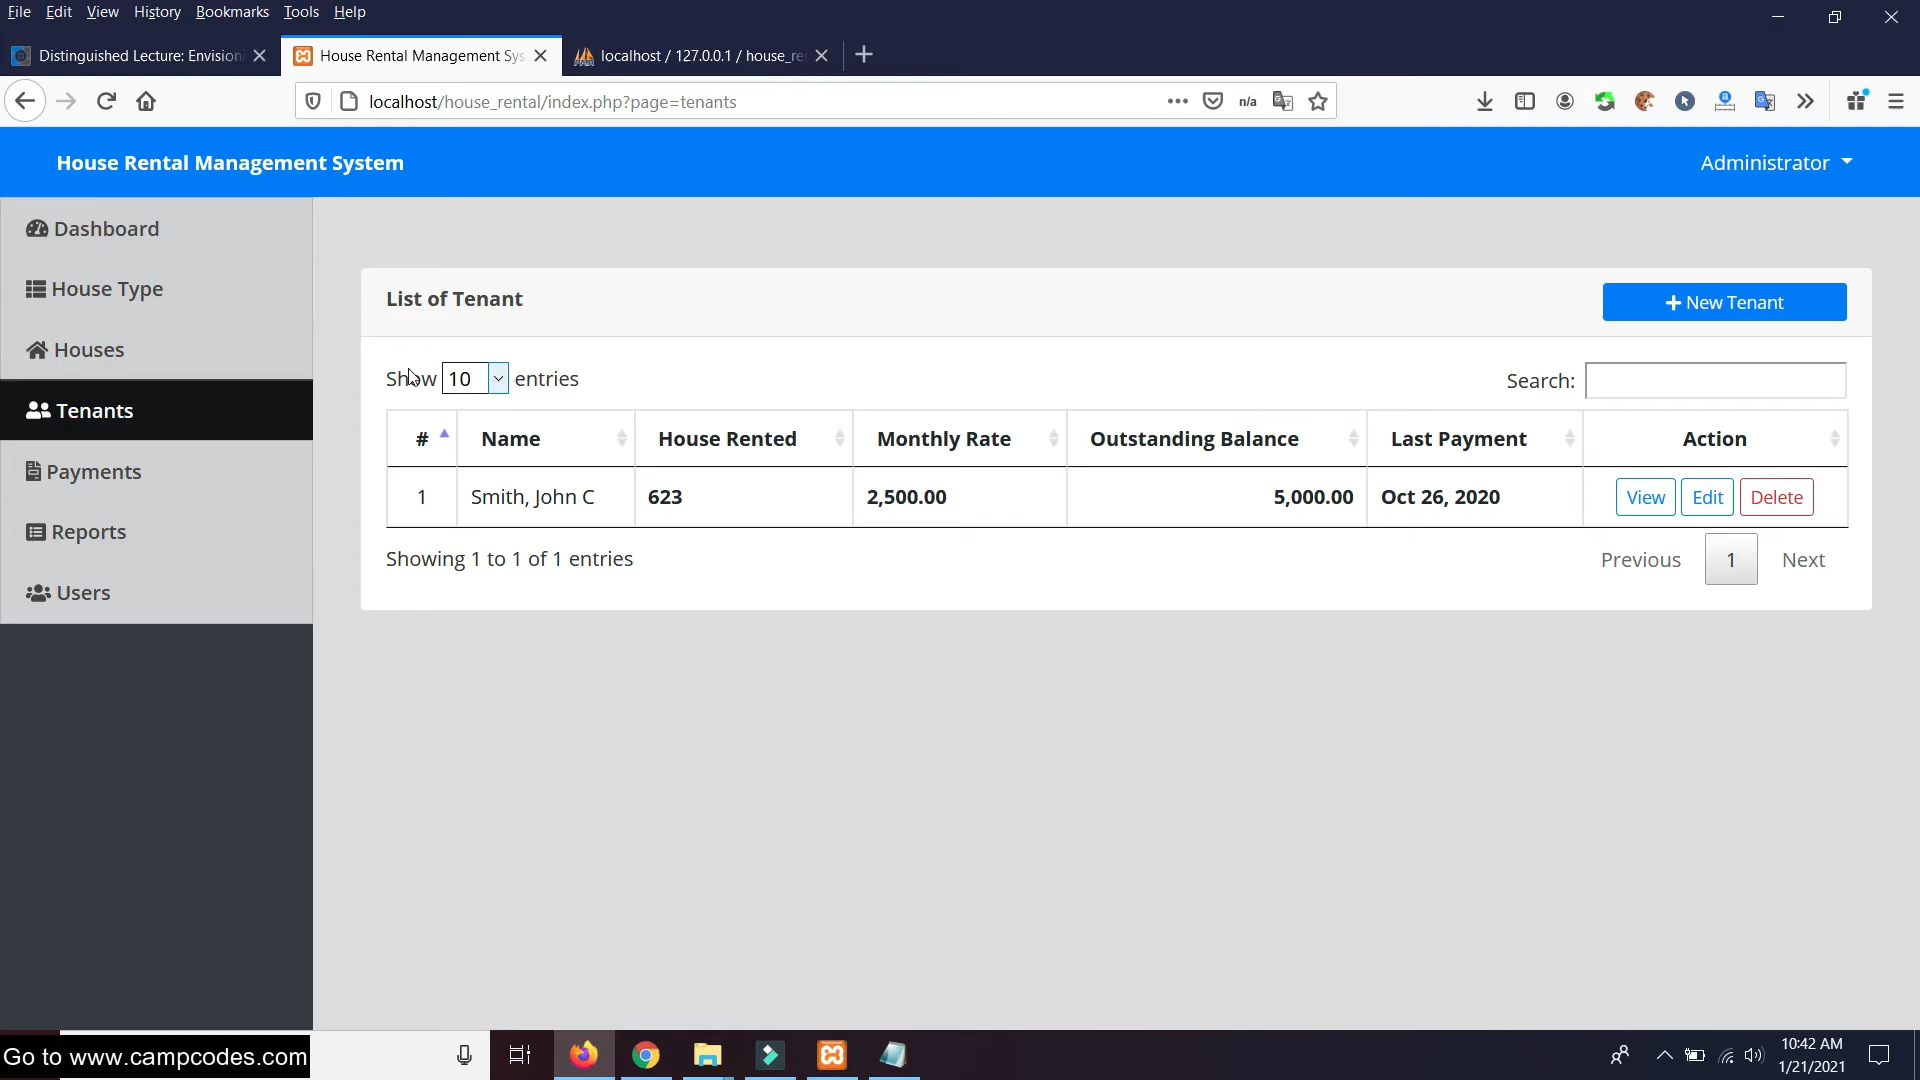 File Edit View History Bookmarks Tools Help
Distinguished Lecture: Envision
House Rental Management Sys
localhost / 127.0.0.1 / house_re
localhost/house_rental/index.php?page=tenants
n/a
House Rental Management System
Administrator
Dashboard
House Type
Houses
Tenants
Payments
Reports
Users
List of Tenant
New Tenant
Show 10 entries
Search:
# Name House Rented Monthly Rate Outstanding Balance Last Payment Action
1 Smith, John C 623 2,500.00 5,000.00 Oct 26, 2020 View Edit Delete
Showing 1 to 1 of 1 entries
Previous 1 Next
Go to www.campcodes.com
10:42 AM
1/21/2021